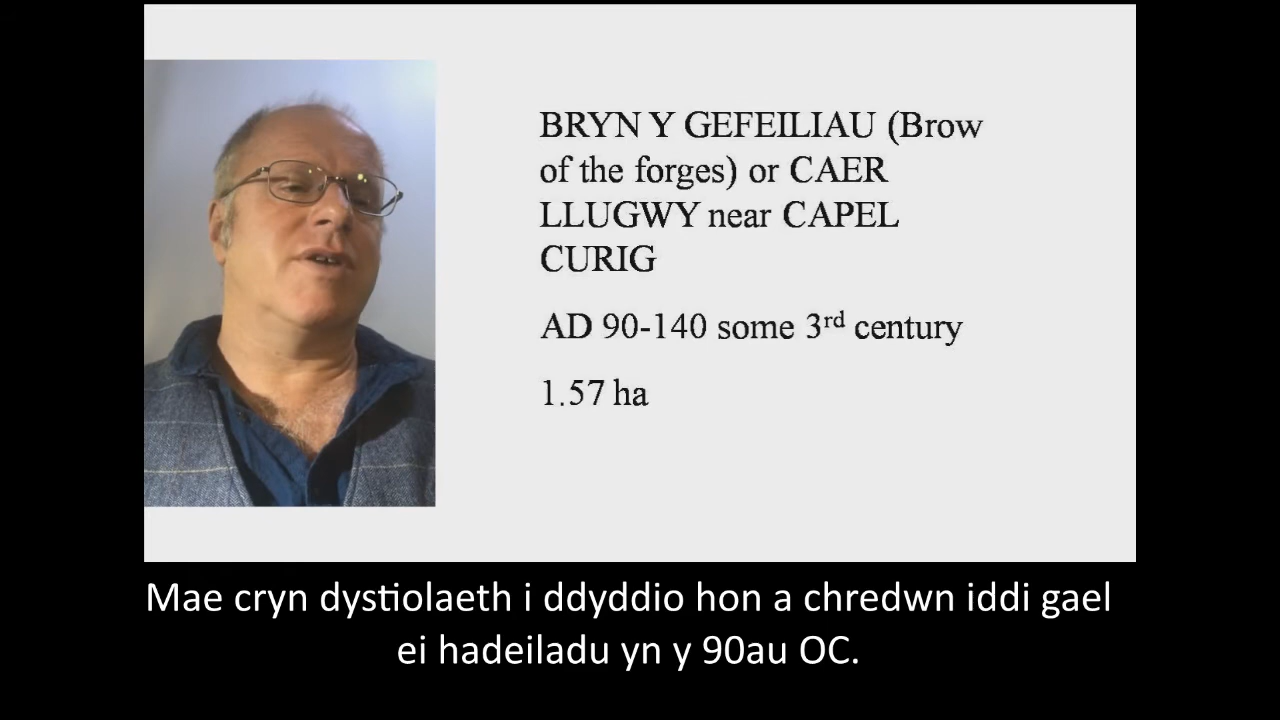 BRYN Y GEFEILIAU (Brow
of the forges) or CAER
LLUGWY near CAPEL
CURIG
AD 90-140 some 3rd century
1.57 ha
Mae cryn dystiolaeth i ddyddio hon a chredwn iddi gael
ei hadeiladu yn y 90au OC.